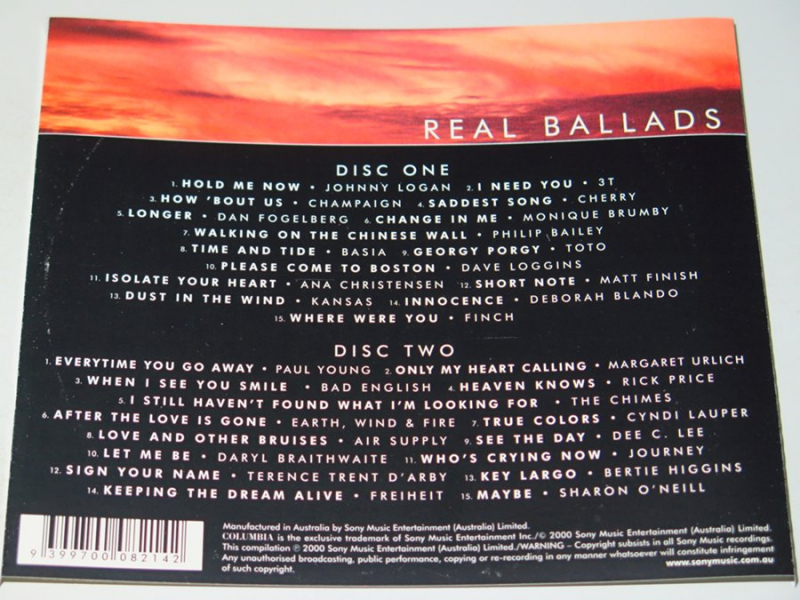 REAL BALLADS
DISC ONE
1. HOLD ME NOW • JOHNNY LOGAN 2. I NEED YOU • 3T
3. HOW 'BOUT US • CHAMPAIGN 4. SADDEST SONG • CHERRY
5. LONGER • DAN FOGELBERG 6. CHANGE IN ME • MONIQUE BRUMBY
7. WALKING ON THE CHINESE WALL • PHILIP BAILEY
8. TIME AND TIDE • BASIA 9. GEORGY PORGY • TOTO
10. PLEASE COME TO BOSTON • DAVE LOGGINS
11. ISOLATE YOUR HEART • ANA CHRISTENSEN 12. SHORT NOTE • MATT FINISH
13. DUST IN THE WIND • KANSAS 14. INNOCENCE • DEBORAH BLANDO
15. WHERE WERE YOU • FINCH
DISC TWO
1. EVERYTIME YOU GO AWAY • PAUL YOUNG 2. ONLY MY HEART CALLING • MARGARET URLICH
3. WHEN I SEE YOU SMILE • BAD ENGLISH 4. HEAVEN KNOWS • RICK PRICE
5. I STILL HAVEN'T FOUND WHAT I'M LOOKING FOR • THE CHIMES
6. AFTER THE LOVE IS GONE • EARTH, WIND & FIRE 7. TRUE COLORS • CYNDI LAUPER
8. LOVE AND OTHER BRUISES • AIR SUPPLY 9. SEE THE DAY • DEE C. LEE
10. LET ME BE • DARYL BRAITHWAITE 11. WHO'S CRYING NOW • JOURNEY
12. SIGN YOUR NAME • TERENCE TRENT D'ARBY 13. KEY LARGO • BERTIE HIGGINS
14. KEEPING THE DREAM ALIVE • FREIHEIT 15. MAYBE • SHARON O'NEILL
9 399700 082142
Manufactured in Australia by Sony Music Entertainment (Australia) Limited.
COLUMBIA is the exclusive trademark of Sony Music Entertainment Inc./© 2000 Sony Music Entertainment (Australia) Limited.
This compilation ℗ 2000 Sony Music Entertainment (Australia) Limited./WARNING – Copyright subsists in all Sony Music recordings.
Any unauthorised broadcasting, public performance, copying or re-recording in any manner whatsoever will constitute infringement
of such copyright.
www.sonymusic.com.au